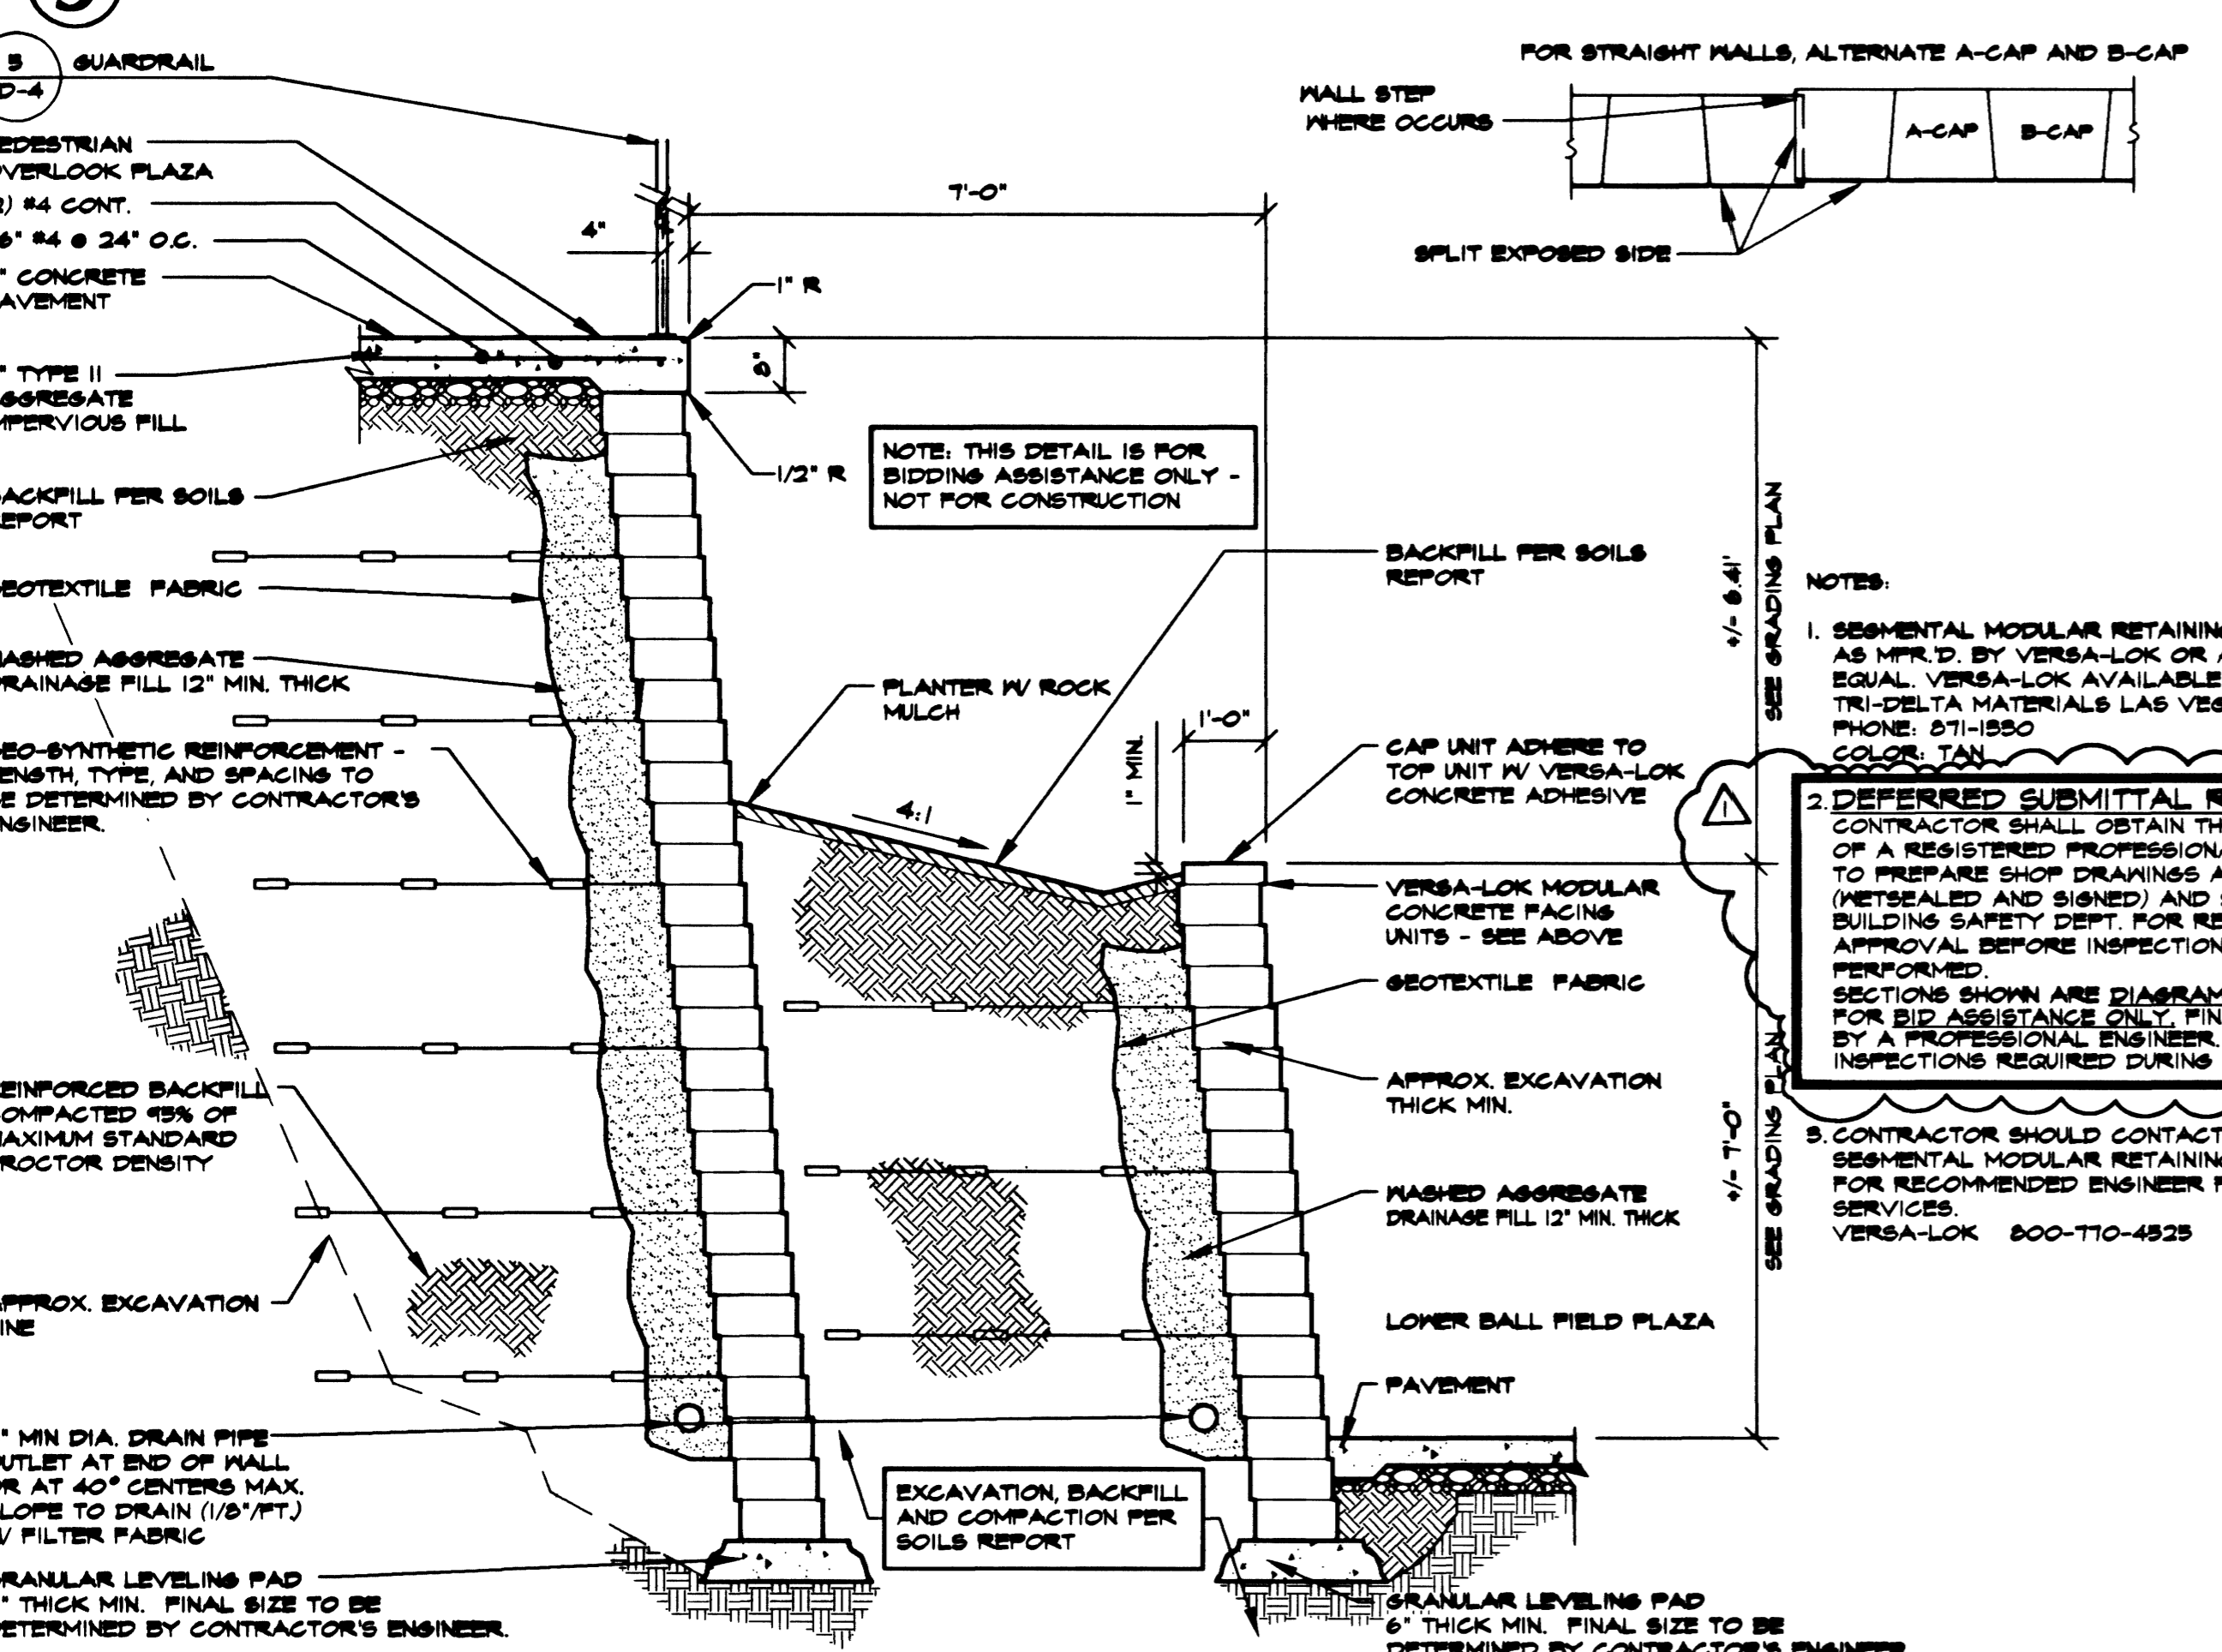 5
D-4
GUARDRAIL
EDESTRIAN
VERLOOK PLAZA
) #4 CONT.
6" #4 @ 24" O.C.
" CONCRETE
AVEMENT
" TYPE II
GGREGATE
MPERVIOUS FILL
ACKFILL PER SOILS
EPORT
EOTEXTILE FABRIC
ASHED AGGREGATE
RAINAGE FILL 12" MIN. THICK
EO-SYNTHETIC REINFORCEMENT -
ENGTH, TYPE, AND SPACING TO
E DETERMINED BY CONTRACTOR'S
NGINEER.
EINFORCED BACKFILL
OMPACTED 95% OF
AXIMUM STANDARD
ROCTOR DENSITY
APPROX. EXCAVATION
INE
" MIN DIA. DRAIN PIPE
UTLET AT END OF WALL
OR AT 40° CENTERS MAX.
LOPE TO DRAIN (1/8"/FT.)
W/ FILTER FABRIC
GRANULAR LEVELING PAD
" THICK MIN. FINAL SIZE TO BE
DETERMINED BY CONTRACTOR'S ENGINEER.
4"
7'-0"
1" R
8"
1/2" R
NOTE: THIS DETAIL IS FOR
BIDDING ASSISTANCE ONLY -
NOT FOR CONSTRUCTION
PLANTER W/ ROCK
MULCH
4:1
1" MIN.
1'-0"
EXCAVATION, BACKFILL
AND COMPACTION PER
SOILS REPORT
FOR STRAIGHT WALLS, ALTERNATE A-CAP AND B-CAP
WALL STEP
WHERE OCCURS
A-CAP
B-CAP
SPLIT EXPOSED SIDE
BACKFILL PER SOILS
REPORT
CAP UNIT ADHERE TO
TOP UNIT W/ VERSA-LOK
CONCRETE ADHESIVE
VERSA-LOK MODULAR
CONCRETE FACING
UNITS - SEE ABOVE
GEOTEXTILE FABRIC
APPROX. EXCAVATION
THICK MIN.
WASHED AGGREGATE
DRAINAGE FILL 12" MIN. THICK
LOWER BALL FIELD PLAZA
PAVEMENT
GRANULAR LEVELING PAD
6" THICK MIN. FINAL SIZE TO BE
DETERMINED BY CONTRACTOR'S ENGINEER
+/- 6.41'
SEE GRADING PLAN
+/- 7'-0"
SEE GRADING PLAN
NOTES:
1. SEGMENTAL MODULAR RETAINING
AS MFR.'D. BY VERSA-LOK OR A
EQUAL. VERSA-LOK AVAILABLE
TRI-DELTA MATERIALS LAS VEG
PHONE: 871-1330
COLOR: TAN
1
2. DEFERRED SUBMITTAL R
CONTRACTOR SHALL OBTAIN TH
OF A REGISTERED PROFESSIONA
TO PREPARE SHOP DRAWINGS A
(WETSEALED AND SIGNED) AND S
BUILDING SAFETY DEPT. FOR RE
APPROVAL BEFORE INSPECTION
PERFORMED.
SECTIONS SHOWN ARE DIAGRAM
FOR BID ASSISTANCE ONLY. FIN
BY A PROFESSIONAL ENGINEER.
INSPECTIONS REQUIRED DURING
3. CONTRACTOR SHOULD CONTACT
SEGMENTAL MODULAR RETAINING
FOR RECOMMENDED ENGINEER F
SERVICES.
VERSA-LOK 800-770-4525